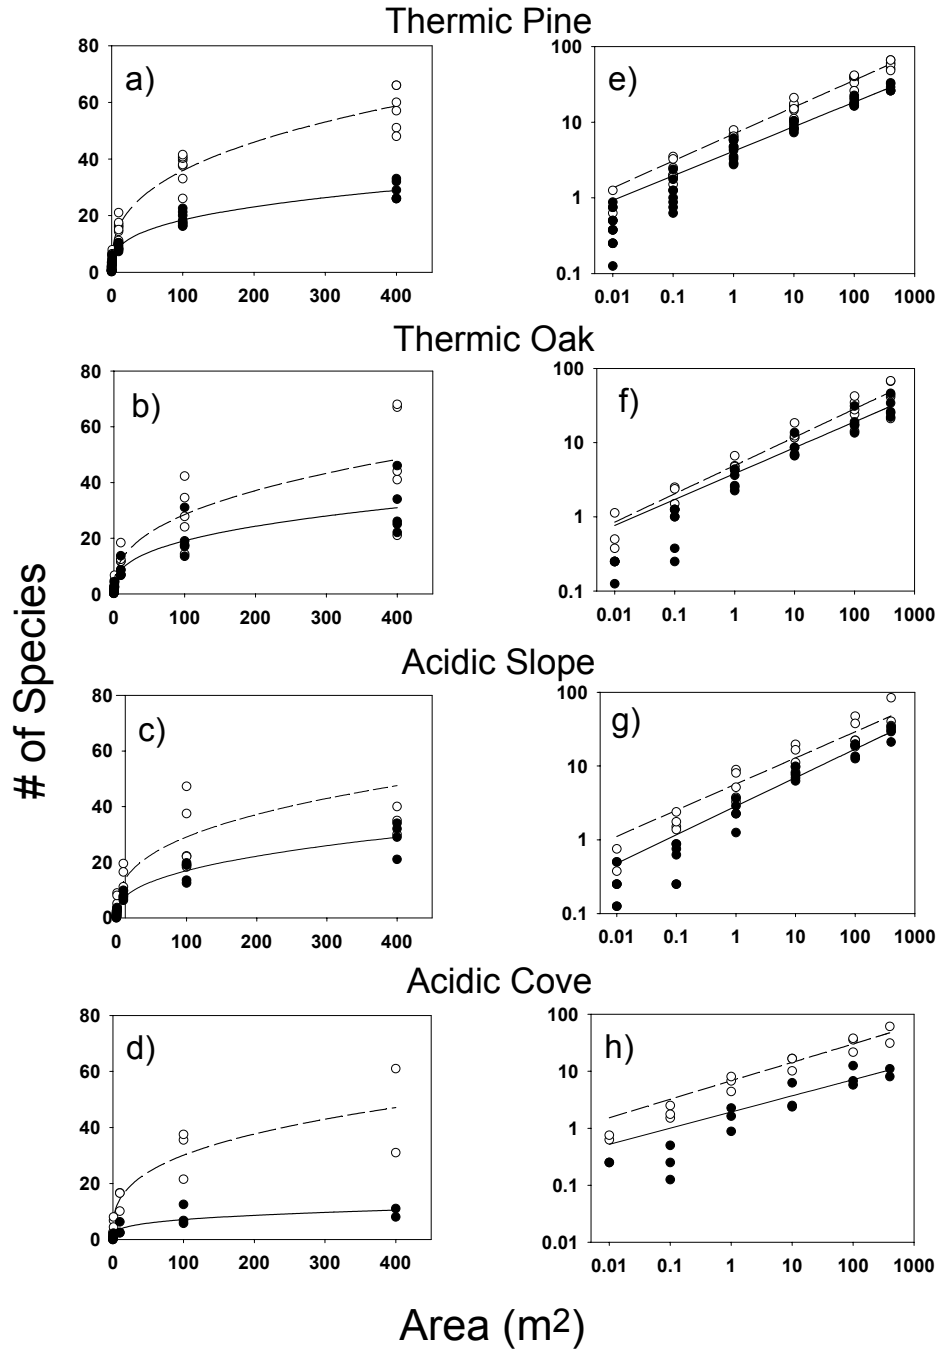 Thermic Pine
80
60
40
20
0
a)
0 100 200 300 400
100
10
1
0.1
e)
0.01 0.1 1 10 100 1000
Thermic Oak
80
60
40
20
0
b)
0 100 200 300 400
100
10
1
0.1
f)
0.01 0.1 1 10 100 1000
# of Species
Acidic Slope
80
60
40
20
0
c)
0 100 200 300 400
100
10
1
0.1
g)
0.01 0.1 1 10 100 1000
Acidic Cove
80
60
40
20
0
d)
0 100 200 300 400
100
10
1
0.1
0.01
h)
0.01 0.1 1 10 100 1000
Area (m2)